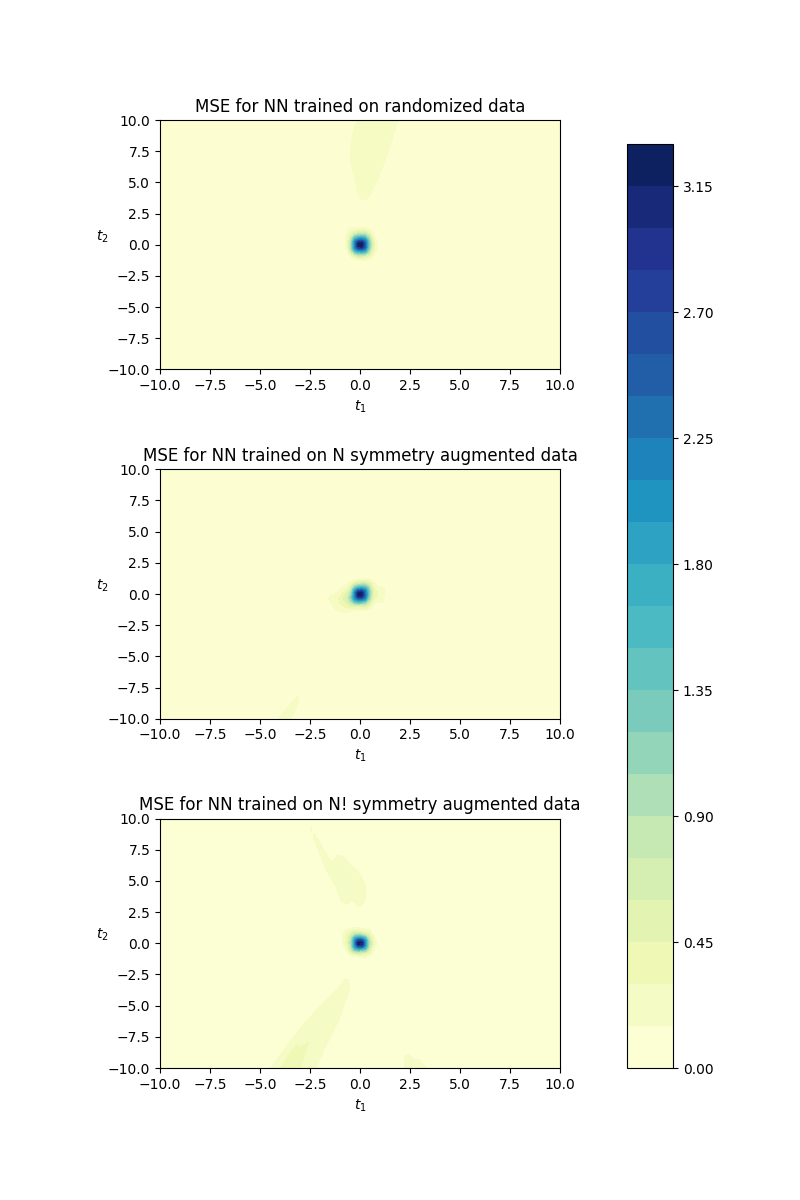 MSE for NN trained on randomized data
10.0
7.5
5.0
2.5
0.0
−2.5
−5.0
−7.5
−10.0
t₂
−10.0 −7.5 −5.0 −2.5 0.0 2.5 5.0 7.5 10.0
t₁
MSE for NN trained on N symmetry augmented data
10.0
7.5
5.0
2.5
0.0
−2.5
−5.0
−7.5
−10.0
t₂
−10.0 −7.5 −5.0 −2.5 0.0 2.5 5.0 7.5 10.0
t₁
MSE for NN trained on N! symmetry augmented data
10.0
7.5
5.0
2.5
0.0
−2.5
−5.0
−7.5
−10.0
t₂
−10.0 −7.5 −5.0 −2.5 0.0 2.5 5.0 7.5 10.0
t₁
3.15
2.70
2.25
1.80
1.35
0.90
0.45
0.00